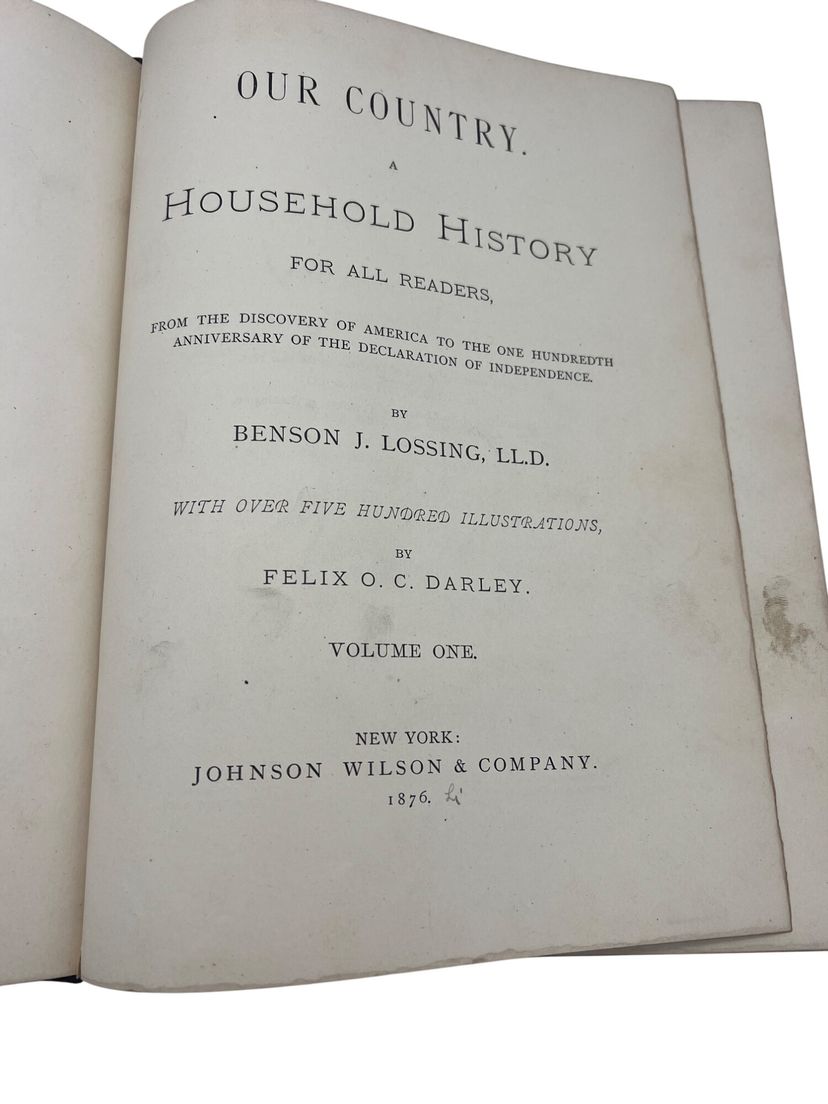 OUR COUNTRY.
A
HOUSEHOLD HISTORY
FOR ALL READERS,
FROM THE DISCOVERY OF AMERICA TO THE ONE HUNDREDTH
ANNIVERSARY OF THE DECLARATION OF INDEPENDENCE.
BY
BENSON J. LOSSING, LL.D.
WITH OVER FIVE HUNDRED ILLUSTRATIONS,
BY
FELIX O. C. DARLEY.
VOLUME ONE.
NEW YORK:
JOHNSON WILSON & COMPANY.
1876.